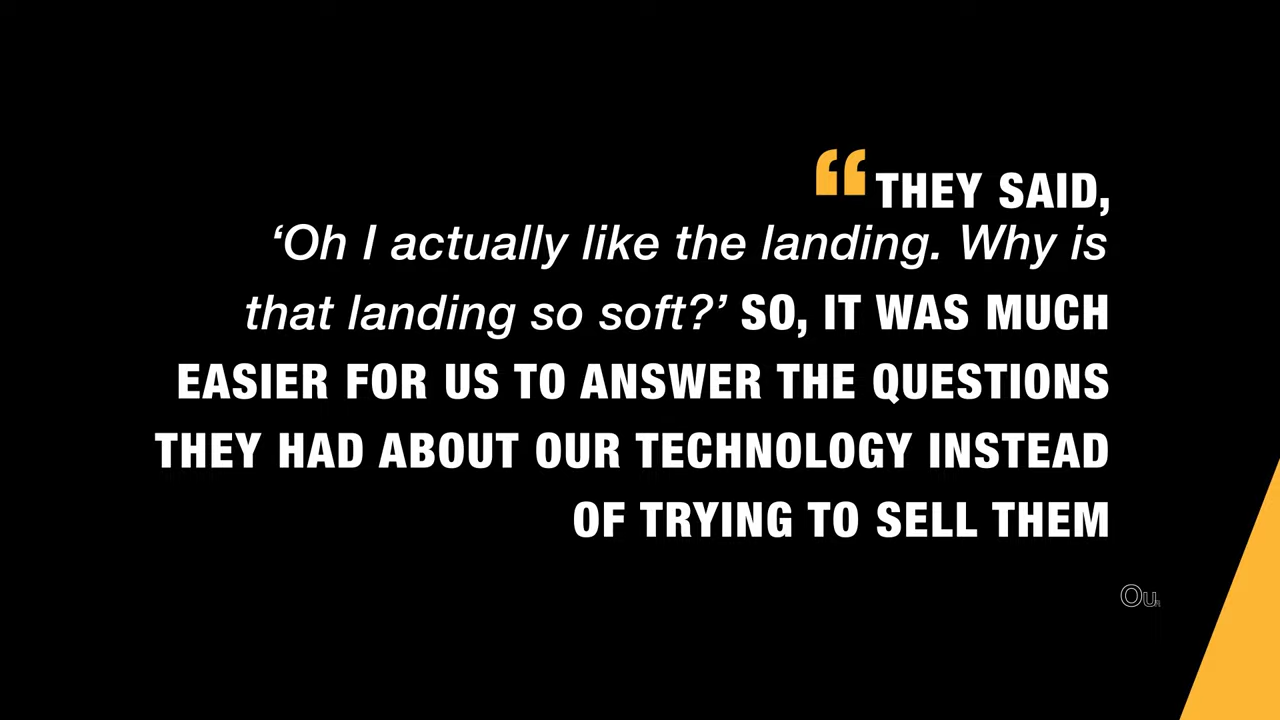 “THEY SAID,
‘Oh I actually like the landing. Why is
that landing so soft?’ SO, IT WAS MUCH
EASIER FOR US TO ANSWER THE QUESTIONS
THEY HAD ABOUT OUR TECHNOLOGY INSTEAD
OF TRYING TO SELL THEM